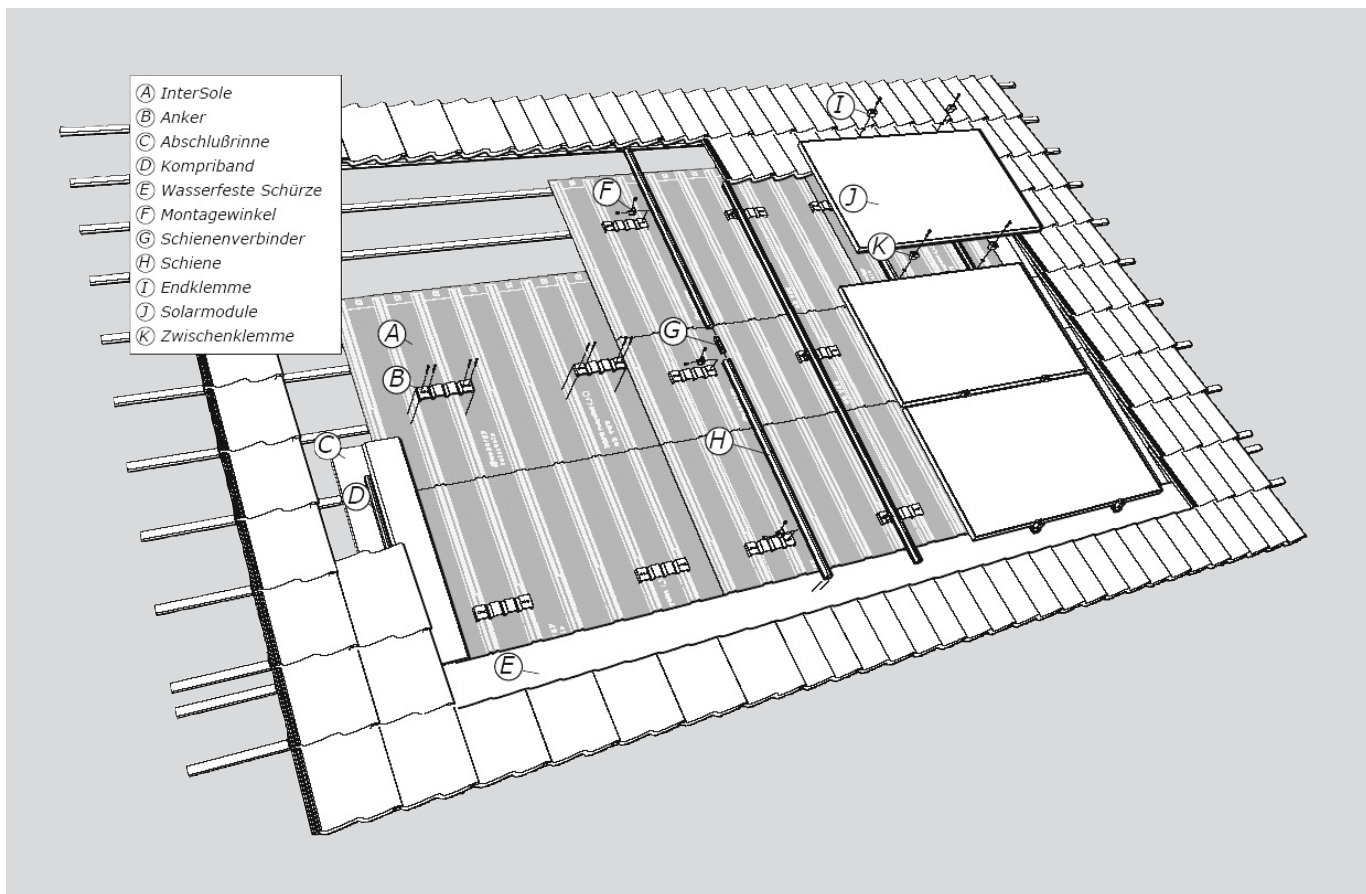 A InterSole
B Anker
C Abschlußrinne
D Kompriband
E Wasserfeste Schürze
F Montagewinkel
G Schienenverbinder
H Schiene
I Endklemme
J Solarmodule
K Zwischenklemme
I
F
J
K
A
G
B
H
C
D
E